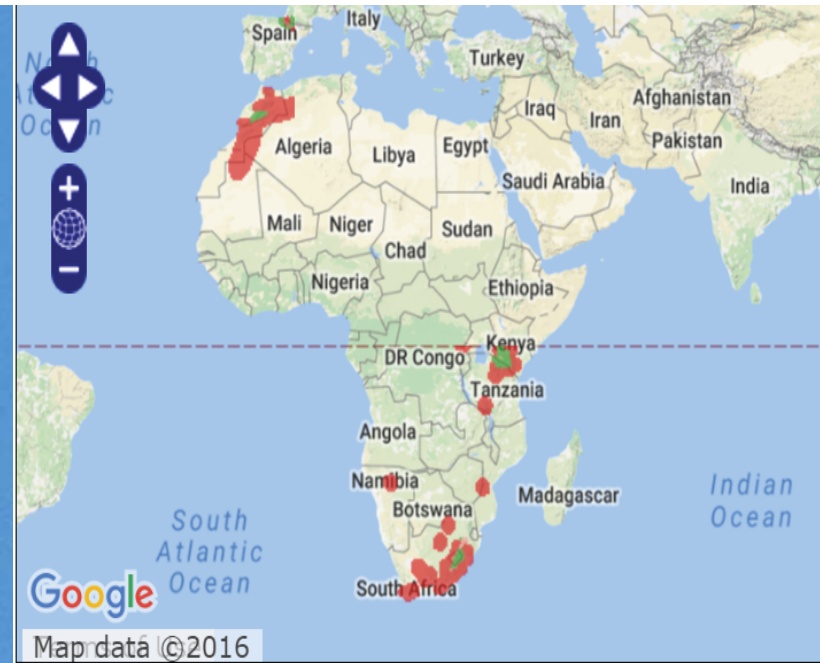 Italy
Spain
North
Atlantic
Ocean
Turkey
Afghanistan
Iraq
Iran
Pakistan
Algeria
Libya
Egypt
Saudi Arabia
India
Mali
Niger
Sudan
Chad
Nigeria
Ethiopia
Kenya
DR Congo
Tanzania
Angola
Namibia
Madagascar
Botswana
Indian
Ocean
South
Atlantic
Ocean
South Africa
Google
Map data ©2016